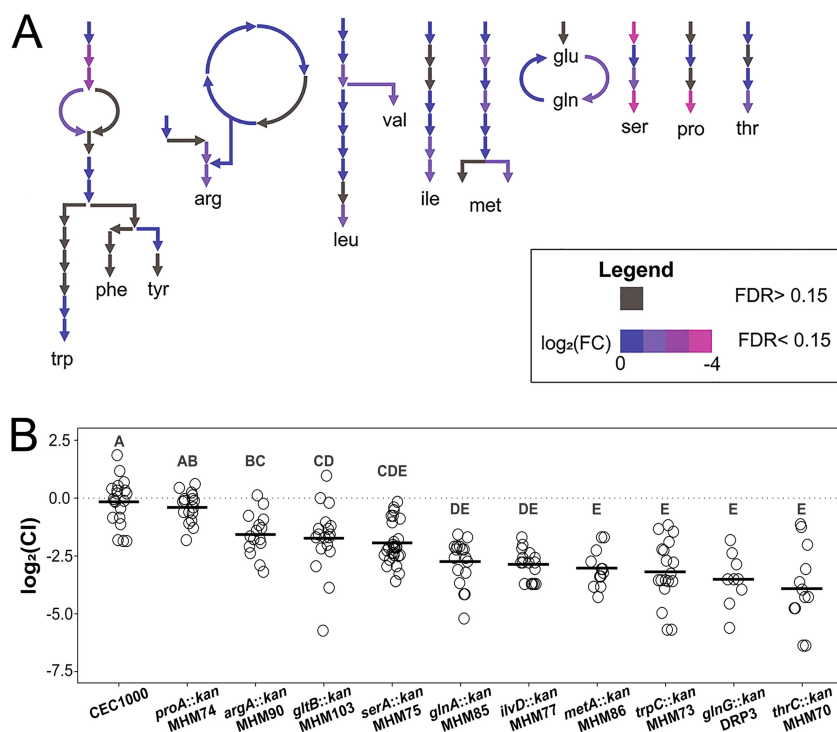 A
glu
gln
ser
pro
thr
val
arg
ile
met
leu
phe
tyr
trp
Legend
FDR> 0.15
log₂(FC)
FDR< 0.15
0
-4
B
log₂(CI)
2.5
0.0
-2.5
-5.0
-7.5
A
AB
BC
CD
CDE
DE
DE
E
E
E
E
CEC1000
proA::kan
MHM74
argA::kan
MHM90
gltB::kan
MHM103
serA::kan
MHM75
glnA::kan
MHM85
ilvD::kan
MHM77
metA::kan
MHM86
trpC::kan
MHM73
glnG::kan
DRP3
thrC::kan
MHM70